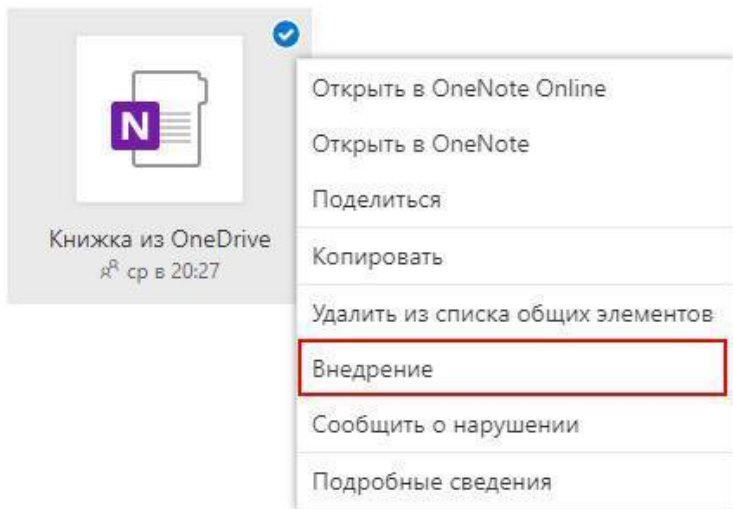 N
Книжка из OneDrive
ср в 20:27
Открыть в OneNote Online
Открыть в OneNote
Поделиться
Копировать
Удалить из списка общих элементов
Внедрение
Сообщить о нарушении
Подробные сведения